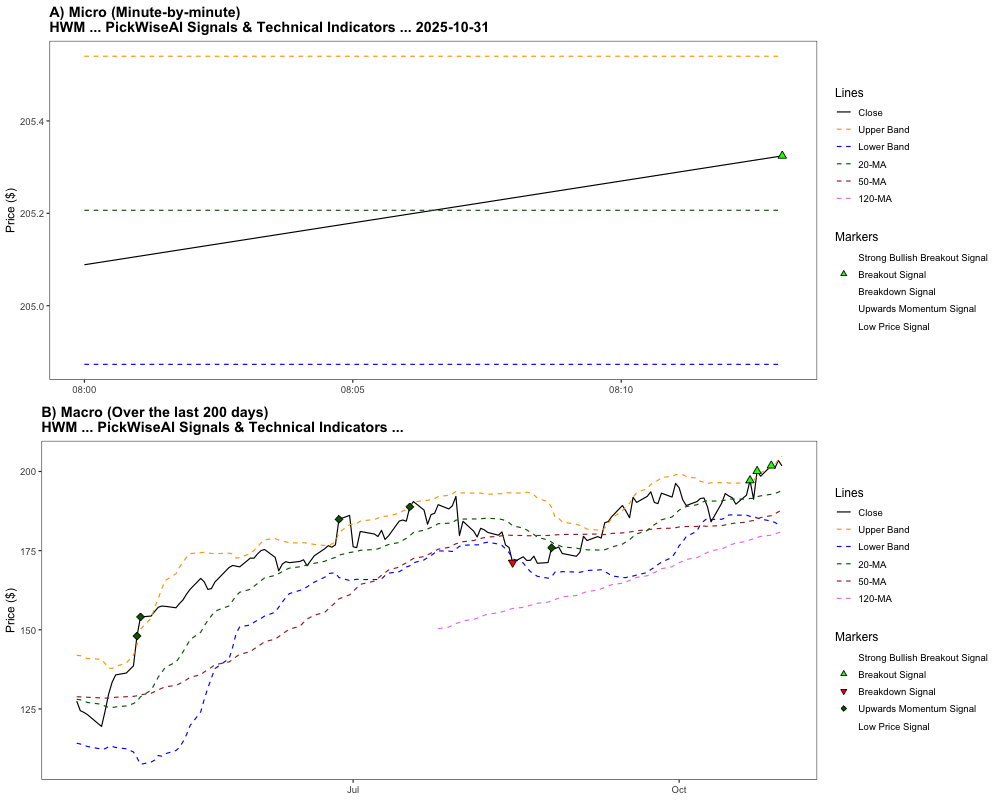 A) Micro (Minute-by-minute)
HWM ... PickWiseAI Signals & Technical Indicators ... 2025-10-31
Price ($)
205.4
205.2
205.0
08:00
08:05
08:10
Lines
Close
Upper Band
Lower Band
20-MA
50-MA
120-MA
Markers
Strong Bullish Breakout Signal
Breakout Signal
Breakdown Signal
Upwards Momentum Signal
Low Price Signal
B) Macro (Over the last 200 days)
HWM ... PickWiseAI Signals & Technical Indicators ...
Price ($)
200
175
150
125
Jul
Oct
Lines
Close
Upper Band
Lower Band
20-MA
50-MA
120-MA
Markers
Strong Bullish Breakout Signal
Breakout Signal
Breakdown Signal
Upwards Momentum Signal
Low Price Signal